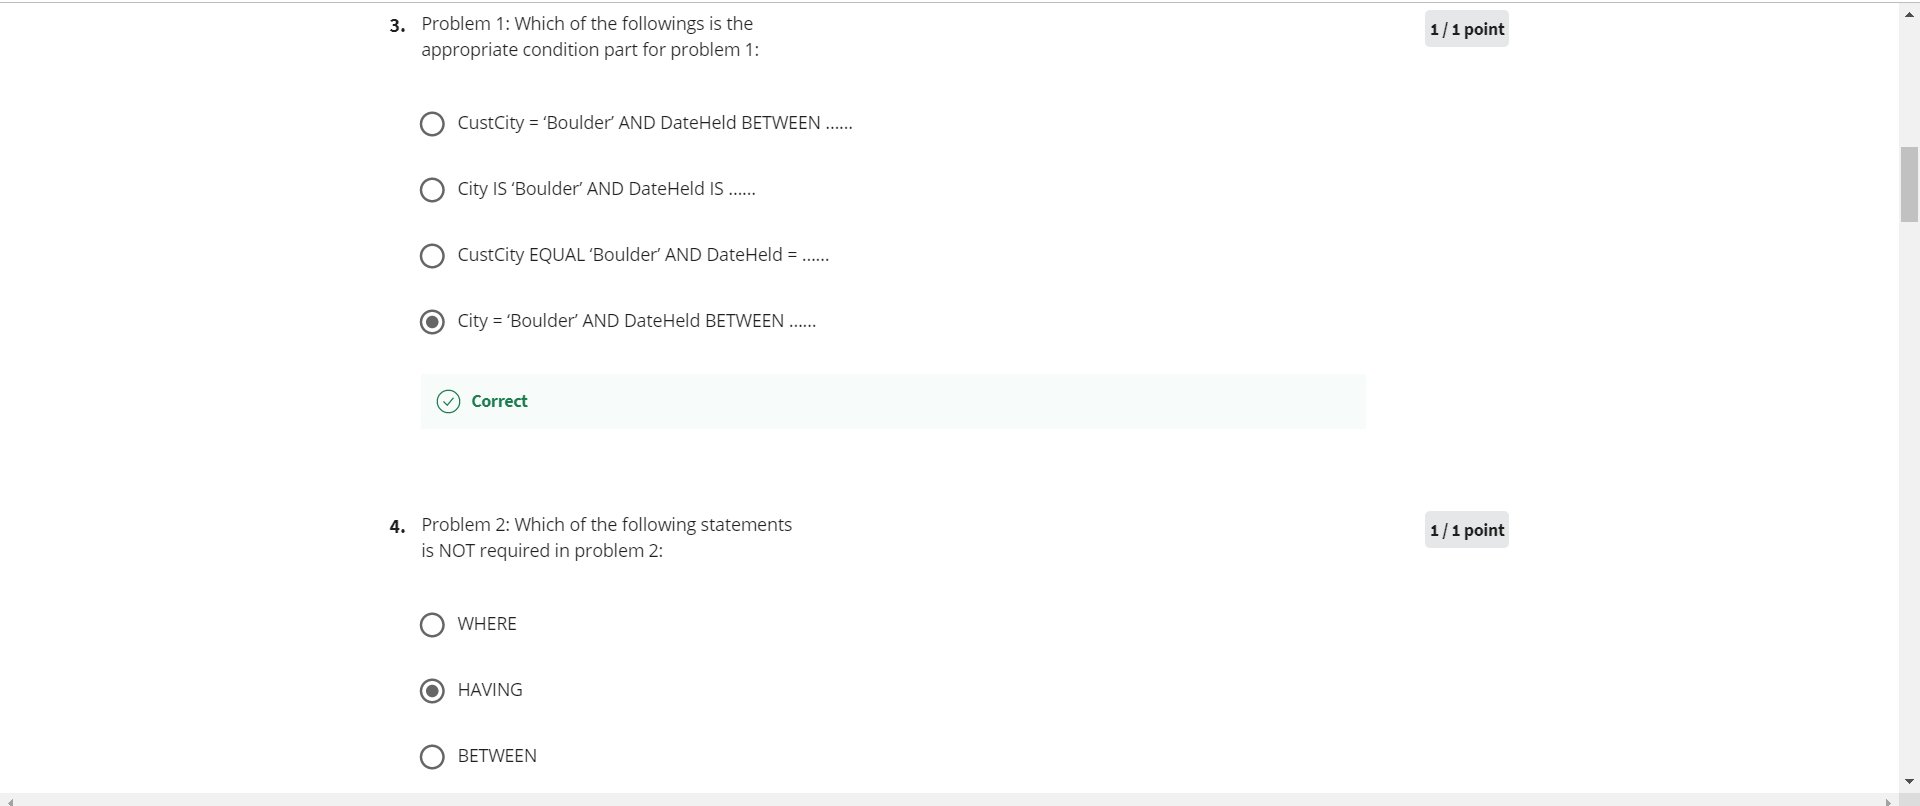 3. Problem 1: Which of the followings is the
appropriate condition part for problem 1:
1 / 1 point
CustCity = ‘Boulder’ AND DateHeld BETWEEN ......
City IS ‘Boulder’ AND DateHeld IS ......
CustCity EQUAL ‘Boulder’ AND DateHeld = ......
City = ‘Boulder’ AND DateHeld BETWEEN ......
Correct
4. Problem 2: Which of the following statements
is NOT required in problem 2:
1 / 1 point
WHERE
HAVING
BETWEEN